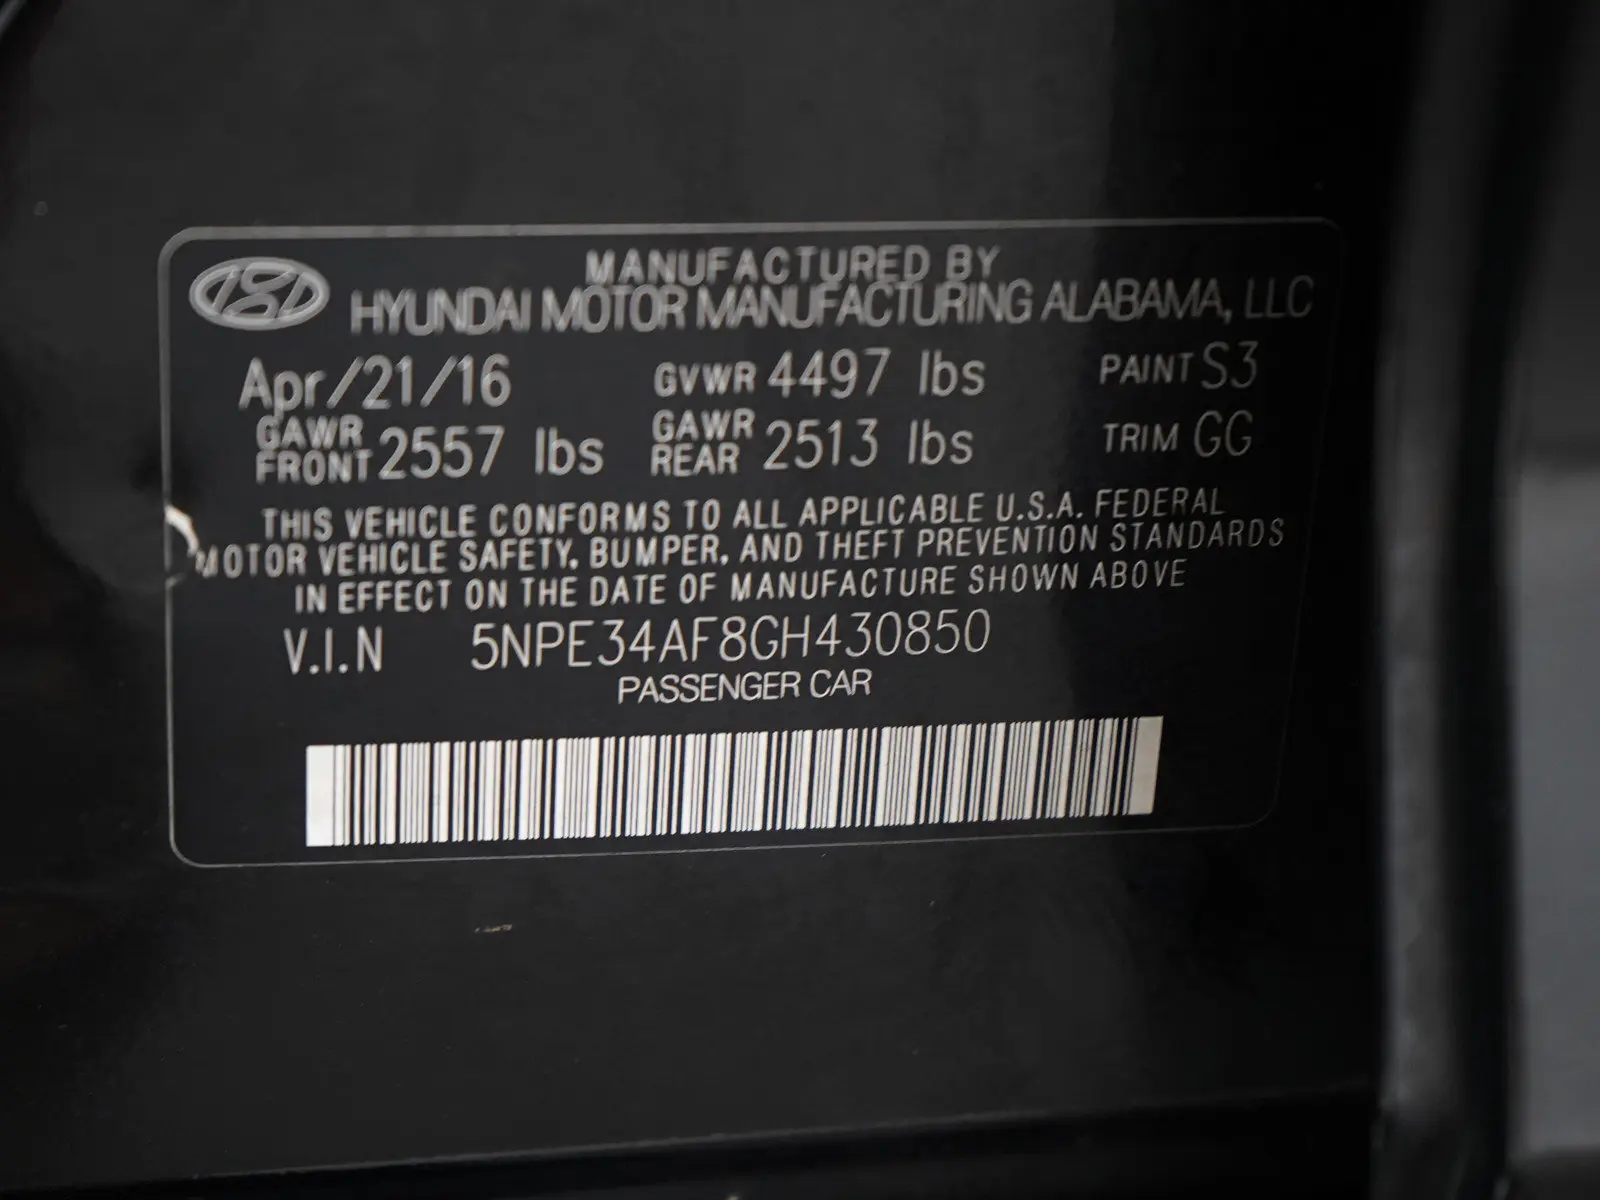 MANUFACTURED BY
HYUNDAI MOTOR MANUFACTURING ALABAMA, LLC
Apr/21/16 GVWR 4497 lbs PAINT S3
GAWR FRONT 2557 lbs GAWR REAR 2513 lbs TRIM GG
THIS VEHICLE CONFORMS TO ALL APPLICABLE U.S.A. FEDERAL
MOTOR VEHICLE SAFETY, BUMPER, AND THEFT PREVENTION STANDARDS
IN EFFECT ON THE DATE OF MANUFACTURE SHOWN ABOVE
V.I.N 5NPE34AF8GH430850
PASSENGER CAR